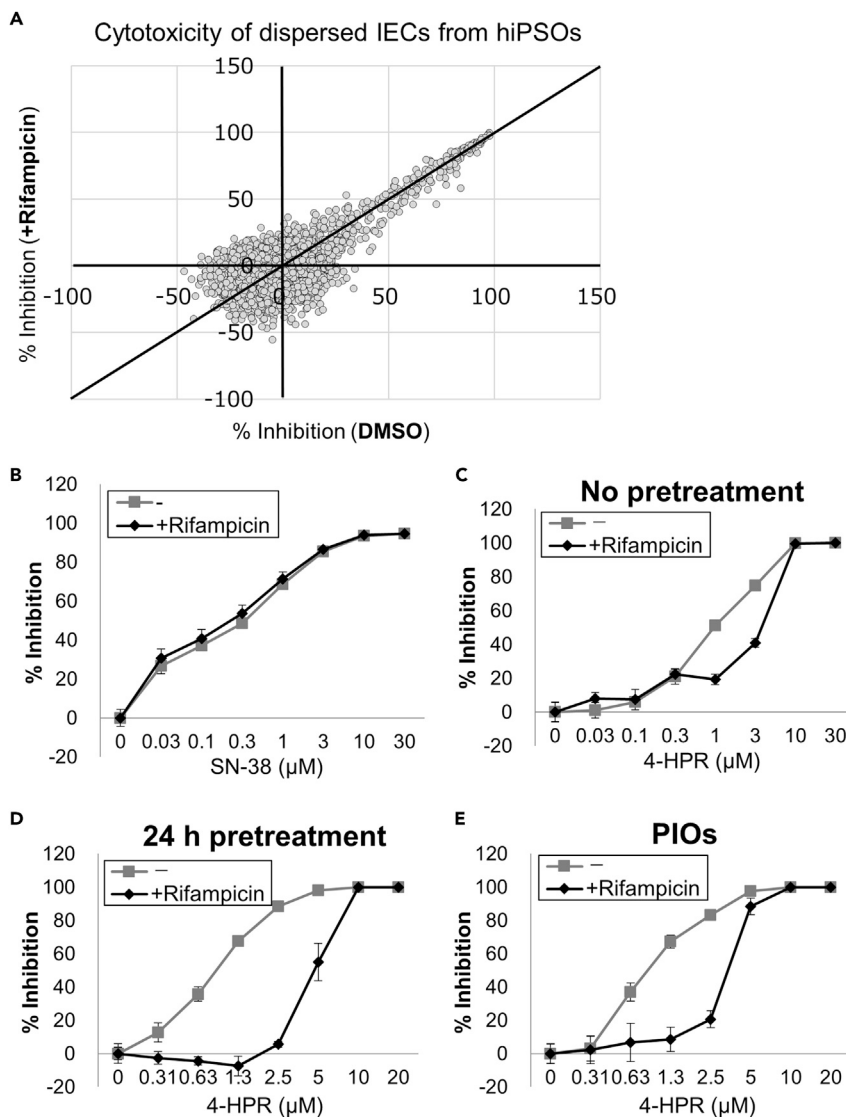 A
Cytotoxicity of dispersed IECs from hiPSOs
150
100
50
0
-100 -50 0 50 100 150
-50
-100
% Inhibition (+Rifampicin)
% Inhibition (DMSO)
B
120
100
80
60
40
20
0
-20
% Inhibition
-
+Rifampicin
0 0.03 0.1 0.3 1 3 10 30
SN-38 (μM)
C
No pretreatment
120
100
80
60
40
20
0
-20
% Inhibition
–
+Rifampicin
0 0.03 0.1 0.3 1 3 10 30
4-HPR (μM)
D
24 h pretreatment
120
100
80
60
40
20
0
-20
% Inhibition
–
+Rifampicin
0 0.31 0.63 1.3 2.5 5 10 20
4-HPR (μM)
E
PIOs
120
100
80
60
40
20
0
-20
% Inhibition
–
+Rifampicin
0 0.31 0.63 1.3 2.5 5 10 20
4-HPR (μM)